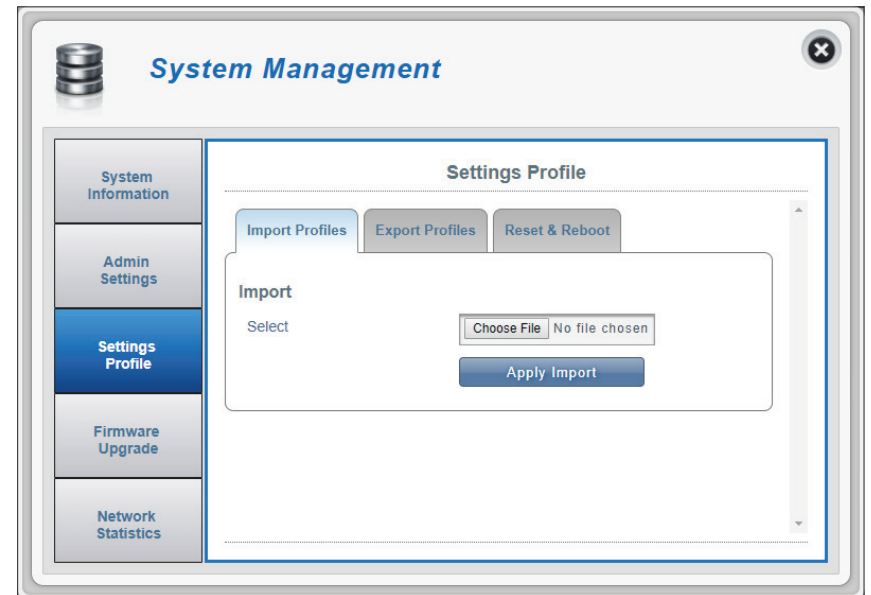 System Management
System
Information
Admin
Settings
Settings
Profile
Firmware
Upgrade
Network
Statistics
Settings Profile
Import Profiles Export Profiles Reset & Reboot
Import
Select Choose File No file chosen
Apply Import